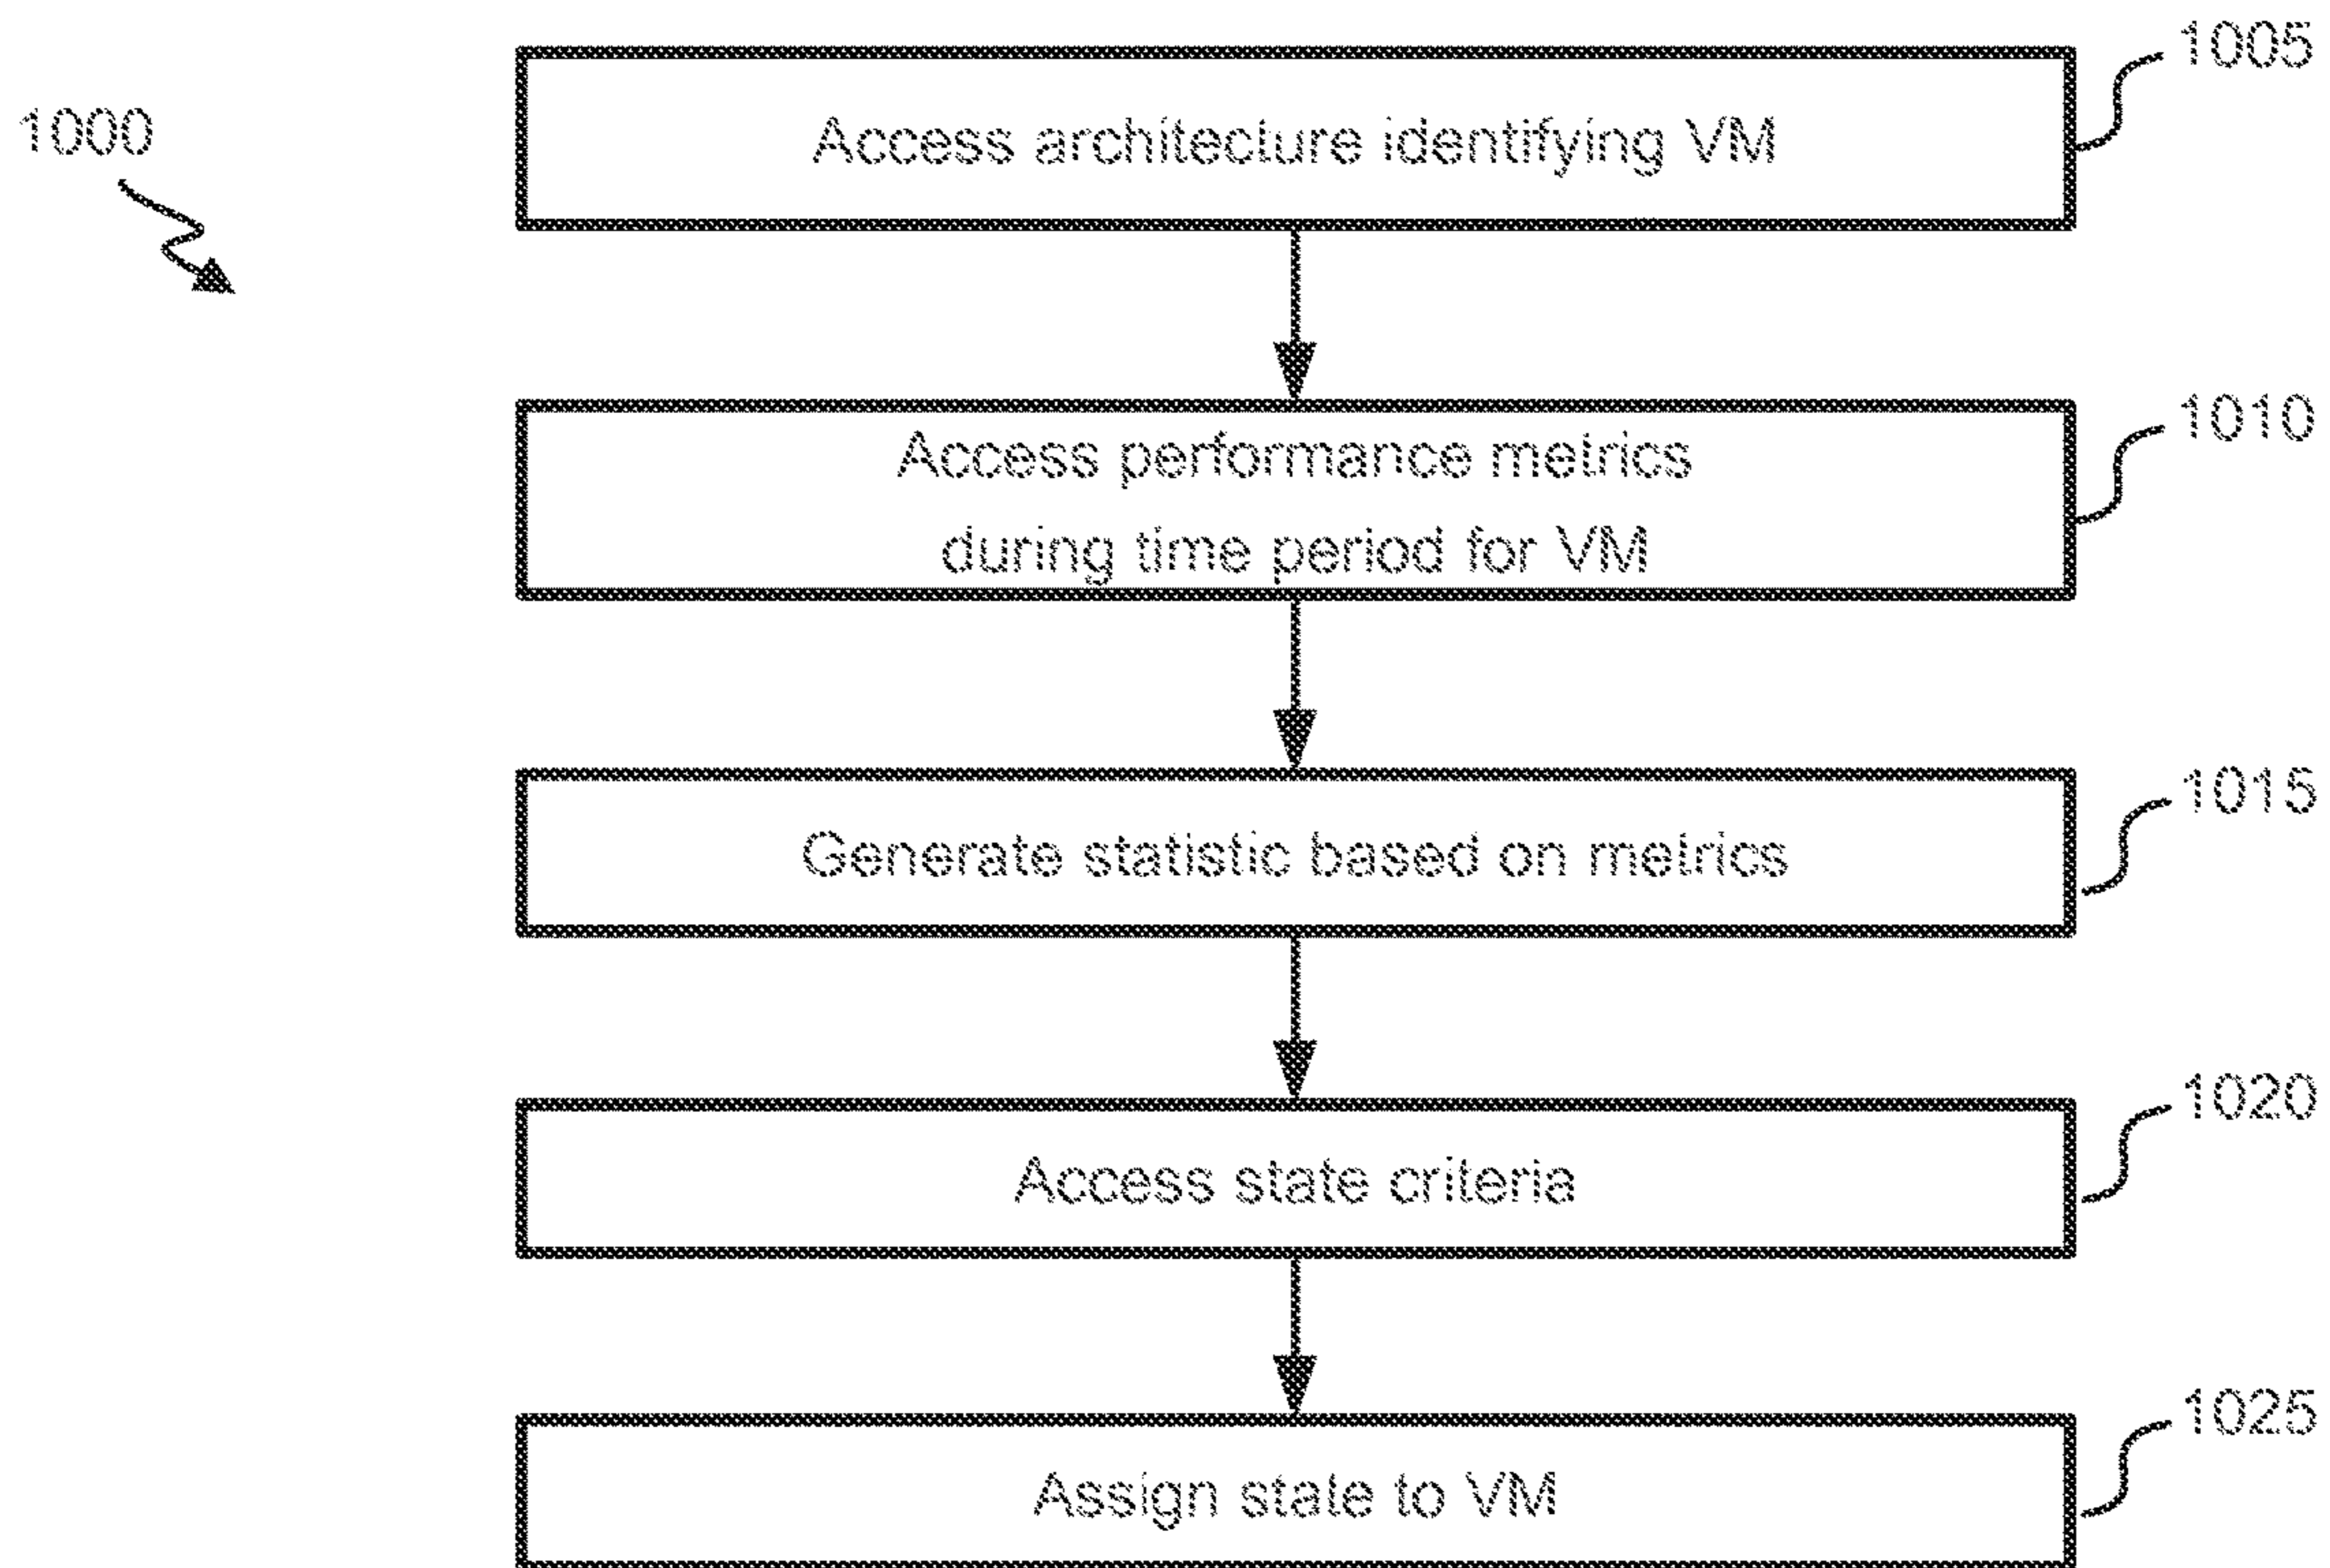 1005
1000
Access architecture identifying VM
1010
Access performance metrics
during time period for VM
1015
Generate statistic based on metrics
1020
Access state criteria
1025
Assign state to VM